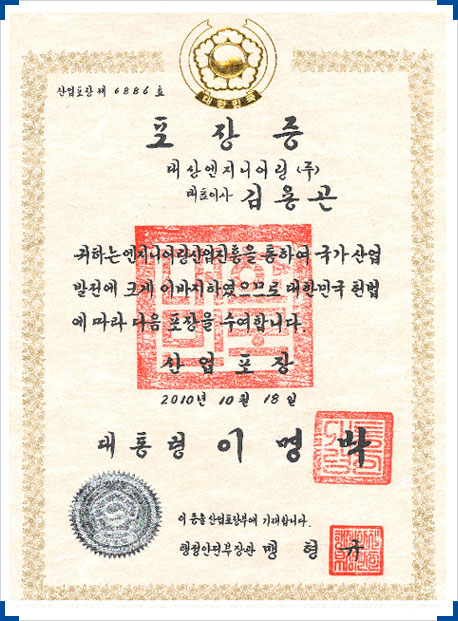 대한민국
산업포장 제 6886 호
포 장 증
대상엔지니어링(주)
대표이사 김 용 곤
귀하는 엔지니어링산업진흥을 통하여 국가 산업
발전에 크게 이바지하였으므로 대한민국 헌법
에 따라 다음 포장을 수여합니다.
산 업 포 장
2010년 10월 18일
대 통 령 이 명 박
이 증을 산업포장부에 기재합니다.
행정안전부장관 맹 형 규